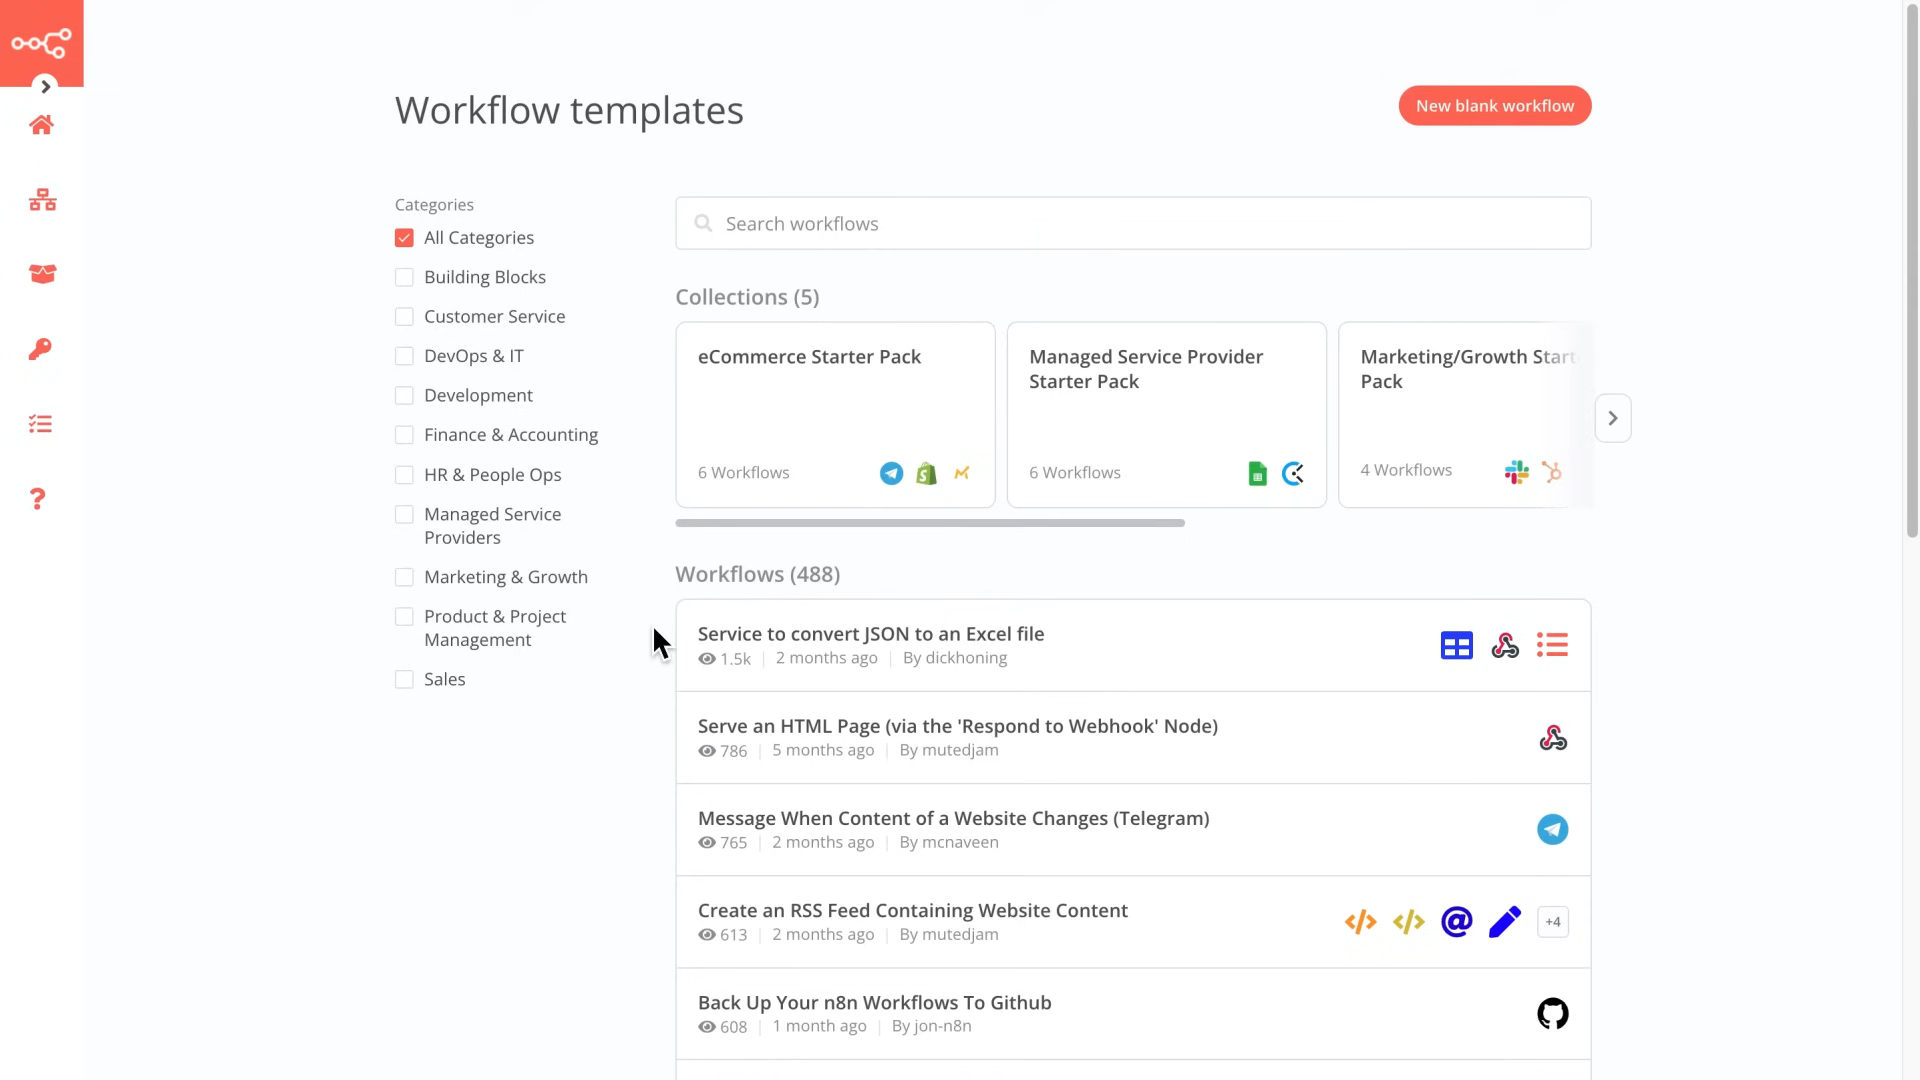 Workflow templates
New blank workflow
Categories
All Categories
Building Blocks
Customer Service
DevOps & IT
Development
Finance & Accounting
HR & People Ops
Managed Service
Providers
Marketing & Growth
Product & Project
Management
Sales
Search workflows
Collections (5)
eCommerce Starter Pack
6 Workflows
Managed Service Provider
Starter Pack
6 Workflows
Marketing/Growth Start
Pack
4 Workflows
Workflows (488)
Service to convert JSON to an Excel file
1.5k | 2 months ago | By dickhoning
Serve an HTML Page (via the 'Respond to Webhook' Node)
786 | 5 months ago | By mutedjam
Message When Content of a Website Changes (Telegram)
765 | 2 months ago | By mcnaveen
Create an RSS Feed Containing Website Content
613 | 2 months ago | By mutedjam
+4
Back Up Your n8n Workflows To Github
608 | 1 month ago | By jon-n8n